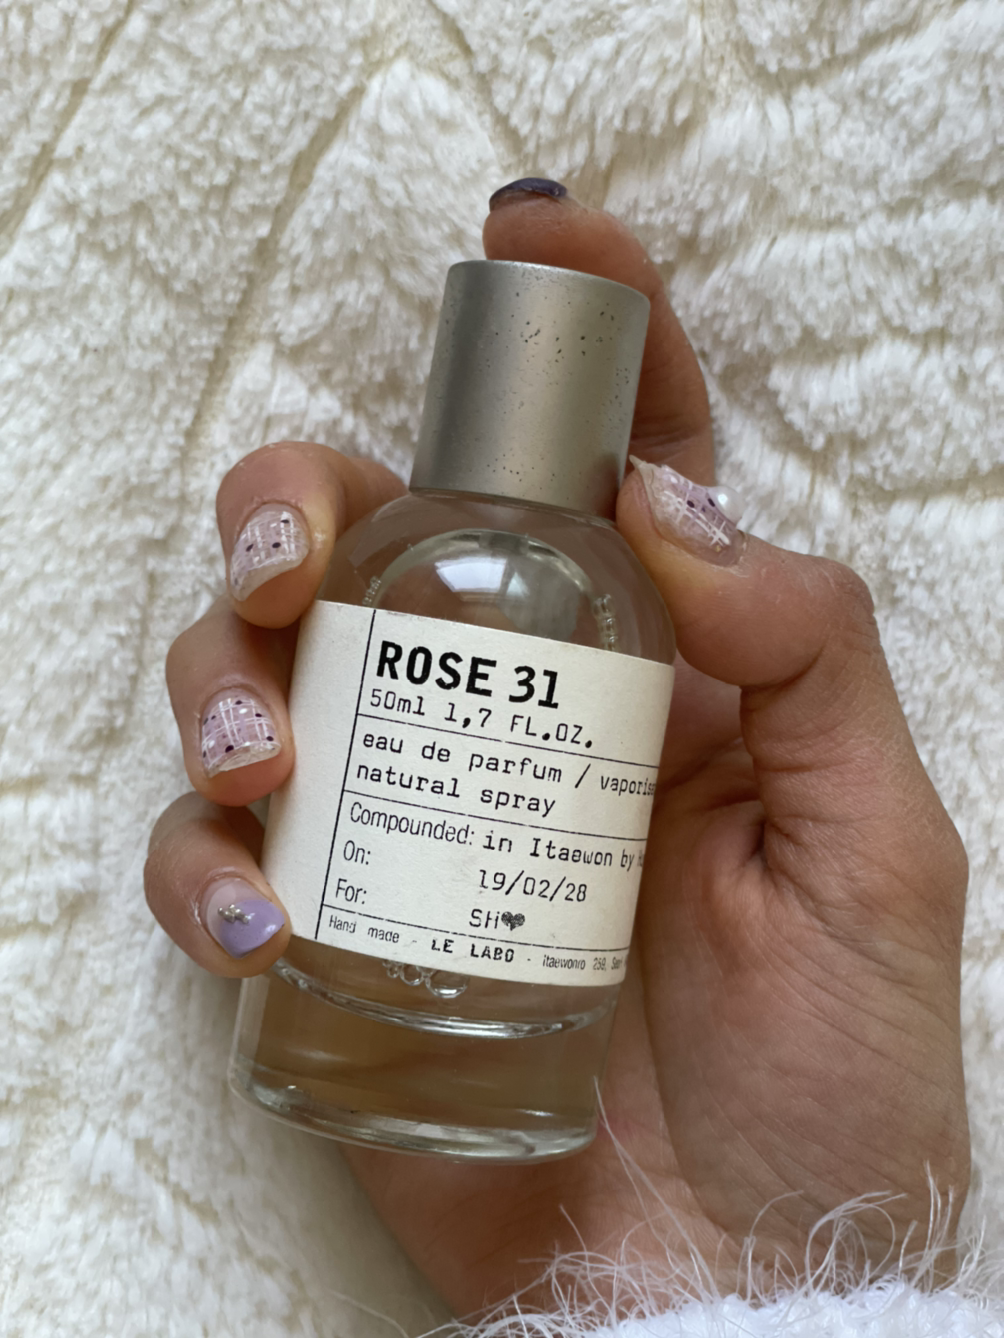 ROSE 31
50ml 1,7 FL.OZ.
eau de parfum /
natural spray
Compounded: in Itaewon by
On: 19/02/28
For: SH♥
Hand made - LE LABO - Itaewonro